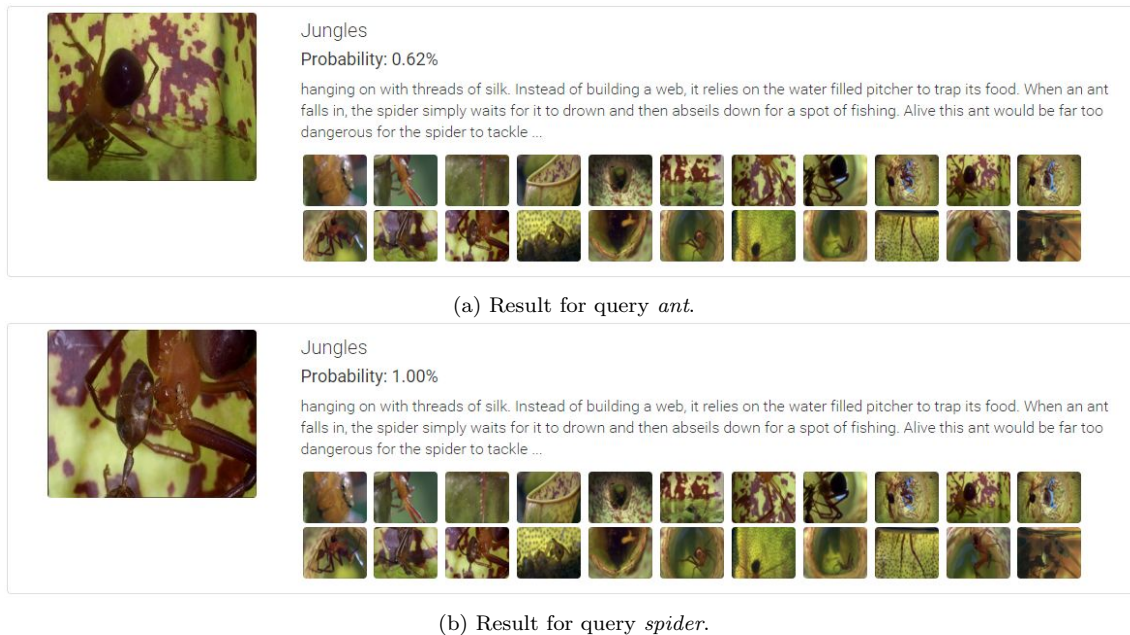 Jungles
Probability: 0.62%
hanging on with threads of silk. Instead of building a web, it relies on the water filled pitcher to trap its food. When an ant
falls in, the spider simply waits for it to drown and then abseils down for a spot of fishing. Alive this ant would be far too
dangerous for the spider to tackle ...
(a) Result for query ant.
Jungles
Probability: 1.00%
hanging on with threads of silk. Instead of building a web, it relies on the water filled pitcher to trap its food. When an ant
falls in, the spider simply waits for it to drown and then abseils down for a spot of fishing. Alive this ant would be far too
dangerous for the spider to tackle ...
(b) Result for query spider.